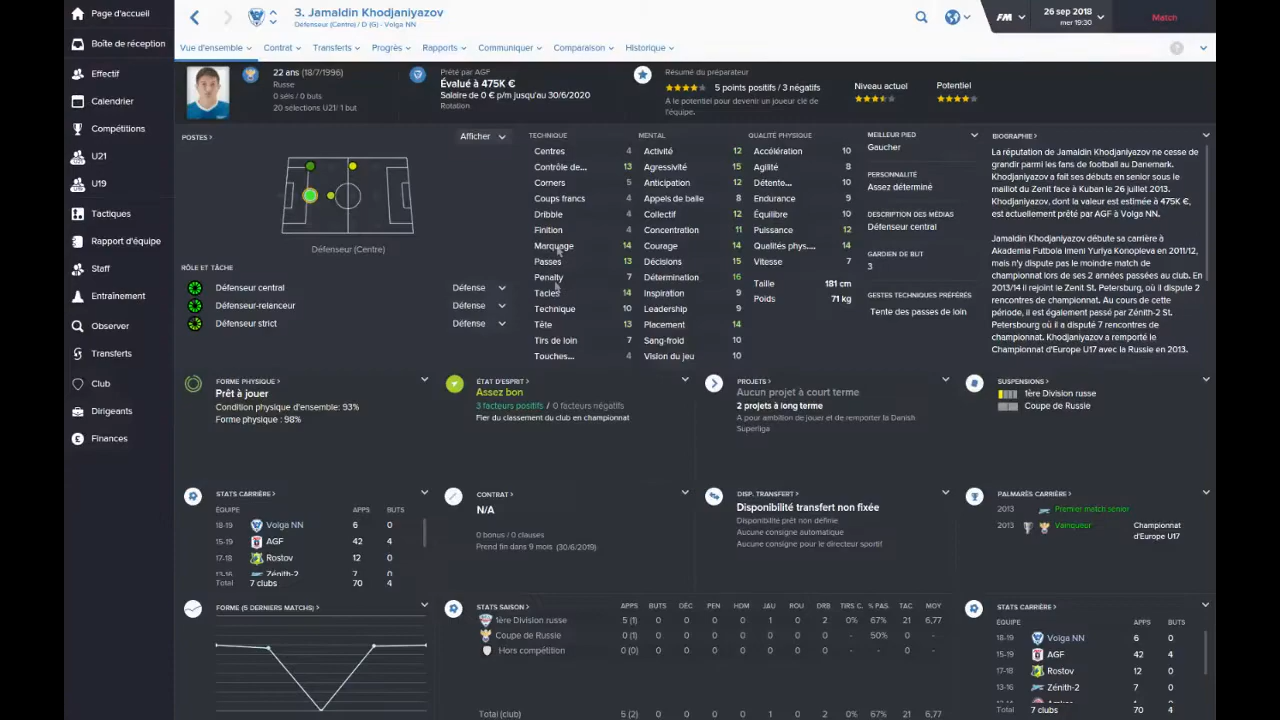 Page d'accueil
Boîte de réception
Effectif
Calendrier
Compétitions
U21
U19
Tactiques
Rapport d'équipe
Staff
Entraînement
Observer
Transferts
Club
Dirigeants
Finances
3. Jamaldin Khodjaniyazov
Défenseur (Centre) / D (G) - Volga NN
FM
26 sep 2018
mer 19:30
Match
Vue d'ensemble
Contrat
Transferts
Progrès
Rapports
Communiquer
Comparaison
Historique
22 ans (18/7/1996)
Russe
0 séls / 0 buts
20 sélections U21/ 1 but
Prêté par AGF
Évalué à 475K €
Salaire de 0 € p/m jusqu'au 30/6/2020
Rotation
Résumé du préparateur
5 points positifs / 3 négatifs
À le potentiel pour devenir un joueur clé de
l'équipe.
Niveau actuel
Potentiel
POSTES >
Afficher
Défenseur (Centre)
RÔLE ET TÂCHE
Défenseur central Défense
Défenseur-relanceur Défense
Défenseur strict Défense
TECHNIQUE
Centres 4
Contrôle de... 13
Corners 5
Coups francs 4
Dribble 4
Finition 4
Marquage 14
Passes 13
Penalty 7
Tacles 14
Technique 10
Tête 13
Tirs de loin 7
Touches... 4
MENTAL
Activité 12
Agressivité 15
Anticipation 12
Appels de balle 8
Collectif 12
Concentration 11
Courage 14
Décisions 15
Détermination 16
Inspiration 9
Leadership 9
Placement 14
Sang-froid 10
Vision du jeu 10
QUALITÉ PHYSIQUE
Accélération 10
Agilité 8
Détente... 10
Endurance 9
Équilibre 10
Puissance 12
Qualités phys.... 14
Vitesse 7
Taille 181 cm
Poids 71 kg
MEILLEUR PIED
Gaucher
PERSONNALITÉ
Assez déterminé
DESCRIPTION DES MÉDIAS
Défenseur central
GARDIEN DE BUT
3
GESTES TECHNIQUES PRÉFÉRÉS
Tente des passes de loin
BIOGRAPHIE >
La réputation de Jamaldin Khodjaniyazov ne cesse de
grandir parmi les fans de football au Danemark.
Khodjaniyazov a fait ses débuts en senior sous le
maillot du Zenit face à Kuban le 26 juillet 2013.
Khodjaniyazov, dont la valeur est estimée à 475K€,
est actuellement prêté par AGF à Volga NN.
Jamaldin Khodjaniyazov débute sa carrière à
Akademia Futbola imeni Yuriya Konopleva en 2011/12,
mais n'y dispute pas le moindre match de
championnat lors de ses 2 années passées au club. En
2013/14 il rejoint le Zenit St. Petersburg, où il dispute 2
rencontres de championnat. Au cours de cette
période, il est également passé par Zénith-2 St.
Petersbourg où il a disputé 7 rencontres de
championnat. Khodjaniyazov a remporté le
Championnat d'Europe U17 avec la Russie en 2013.
FORME PHYSIQUE >
Prêt à jouer
Condition physique d'ensemble: 93%
Forme physique : 98%
ÉTAT D'ESPRIT >
Assez bon
3 facteurs positifs / 0 facteurs négatifs
Fier du classement du club en championnat
PROJETS >
Aucun projet à court terme
2 projets à long terme
A pour ambition de jouer et de remporter la Danish
Superliga
SUSPENSIONS >
1ère Division russe
Coupe de Russie
STATS CARRIÈRE >
ÉQUIPE APPS BUTS
18-19 Volga NN 6 0
15-19 AGF 42 4
17-18 Rostov 12 0
13-16 Zénith-2 7 0
Total 7 clubs 70 4
CONTRAT >
N/A
0 bonus / 0 clauses
Prend fin dans 9 mois (30/6/2019)
DISP. TRANSFERT >
Disponibilité transfert non fixée
Disponibilité prêt non définie
Aucune consigne automatique
Aucune consigne pour le directeur sportif
PALMARÈS CARRIÈRE >
2013 Premier match senior
2013 Vainqueur Championnat
d'Europe U17
FORME (5 DERNIERS MATCHS) >
STATS SAISON >
APPS BUTS DÉC PEN HDM JAU ROU DRB TIRS C. % PAS. TAC MOY
1ère Division russe 5 (1) 0 0 0 0 1 0 2 0% 67% 21 6,77
Coupe de Russie 0 (1) 0 0 0 0 0 0 0 - 50% 0 -
Hors compétition 0 (0) 0 0 0 0 0 0 0 - - 0 -
Total (club) 5 (2) 0 0 0 0 1 0 2 0% 67% 21 6,77
STATS CARRIÈRE >
ÉQUIPE APPS BUTS
18-19 Volga NN 6 0
15-19 AGF 42 4
17-18 Rostov 12 0
13-16 Zénith-2 7 0
Total 7 clubs 70 4